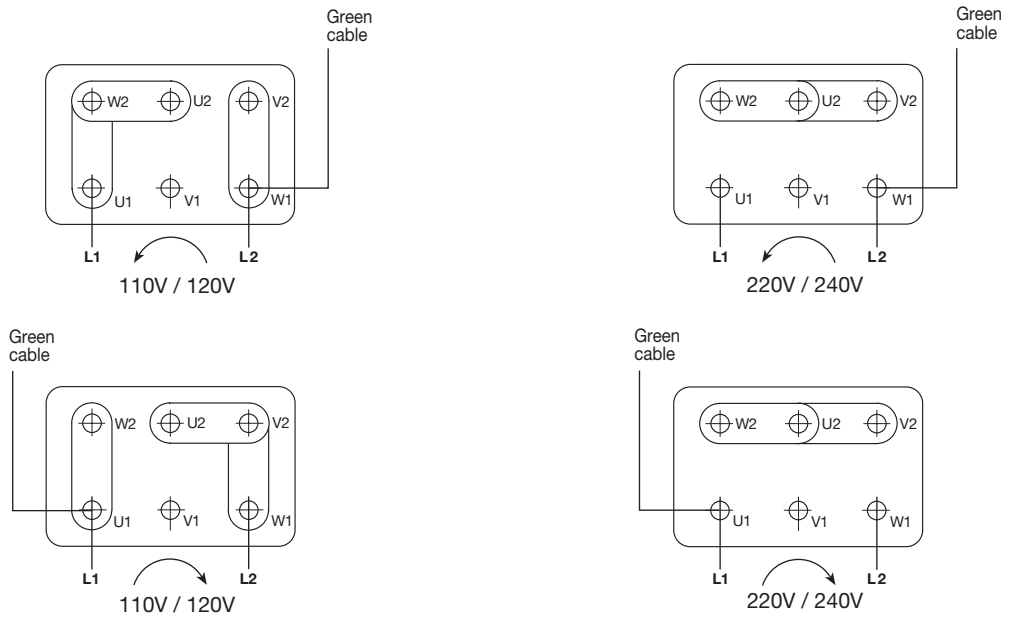 Green
cable
W2 U2 V2
U1 V1 W1
L1 L2
110V / 120V
Green
cable
W2 U2 V2
U1 V1 W1
L1 L2
220V / 240V
Green
cable
W2 U2 V2
U1 V1 W1
L1 L2
110V / 120V
Green
cable
W2 U2 V2
U1 V1 W1
L1 L2
220V / 240V